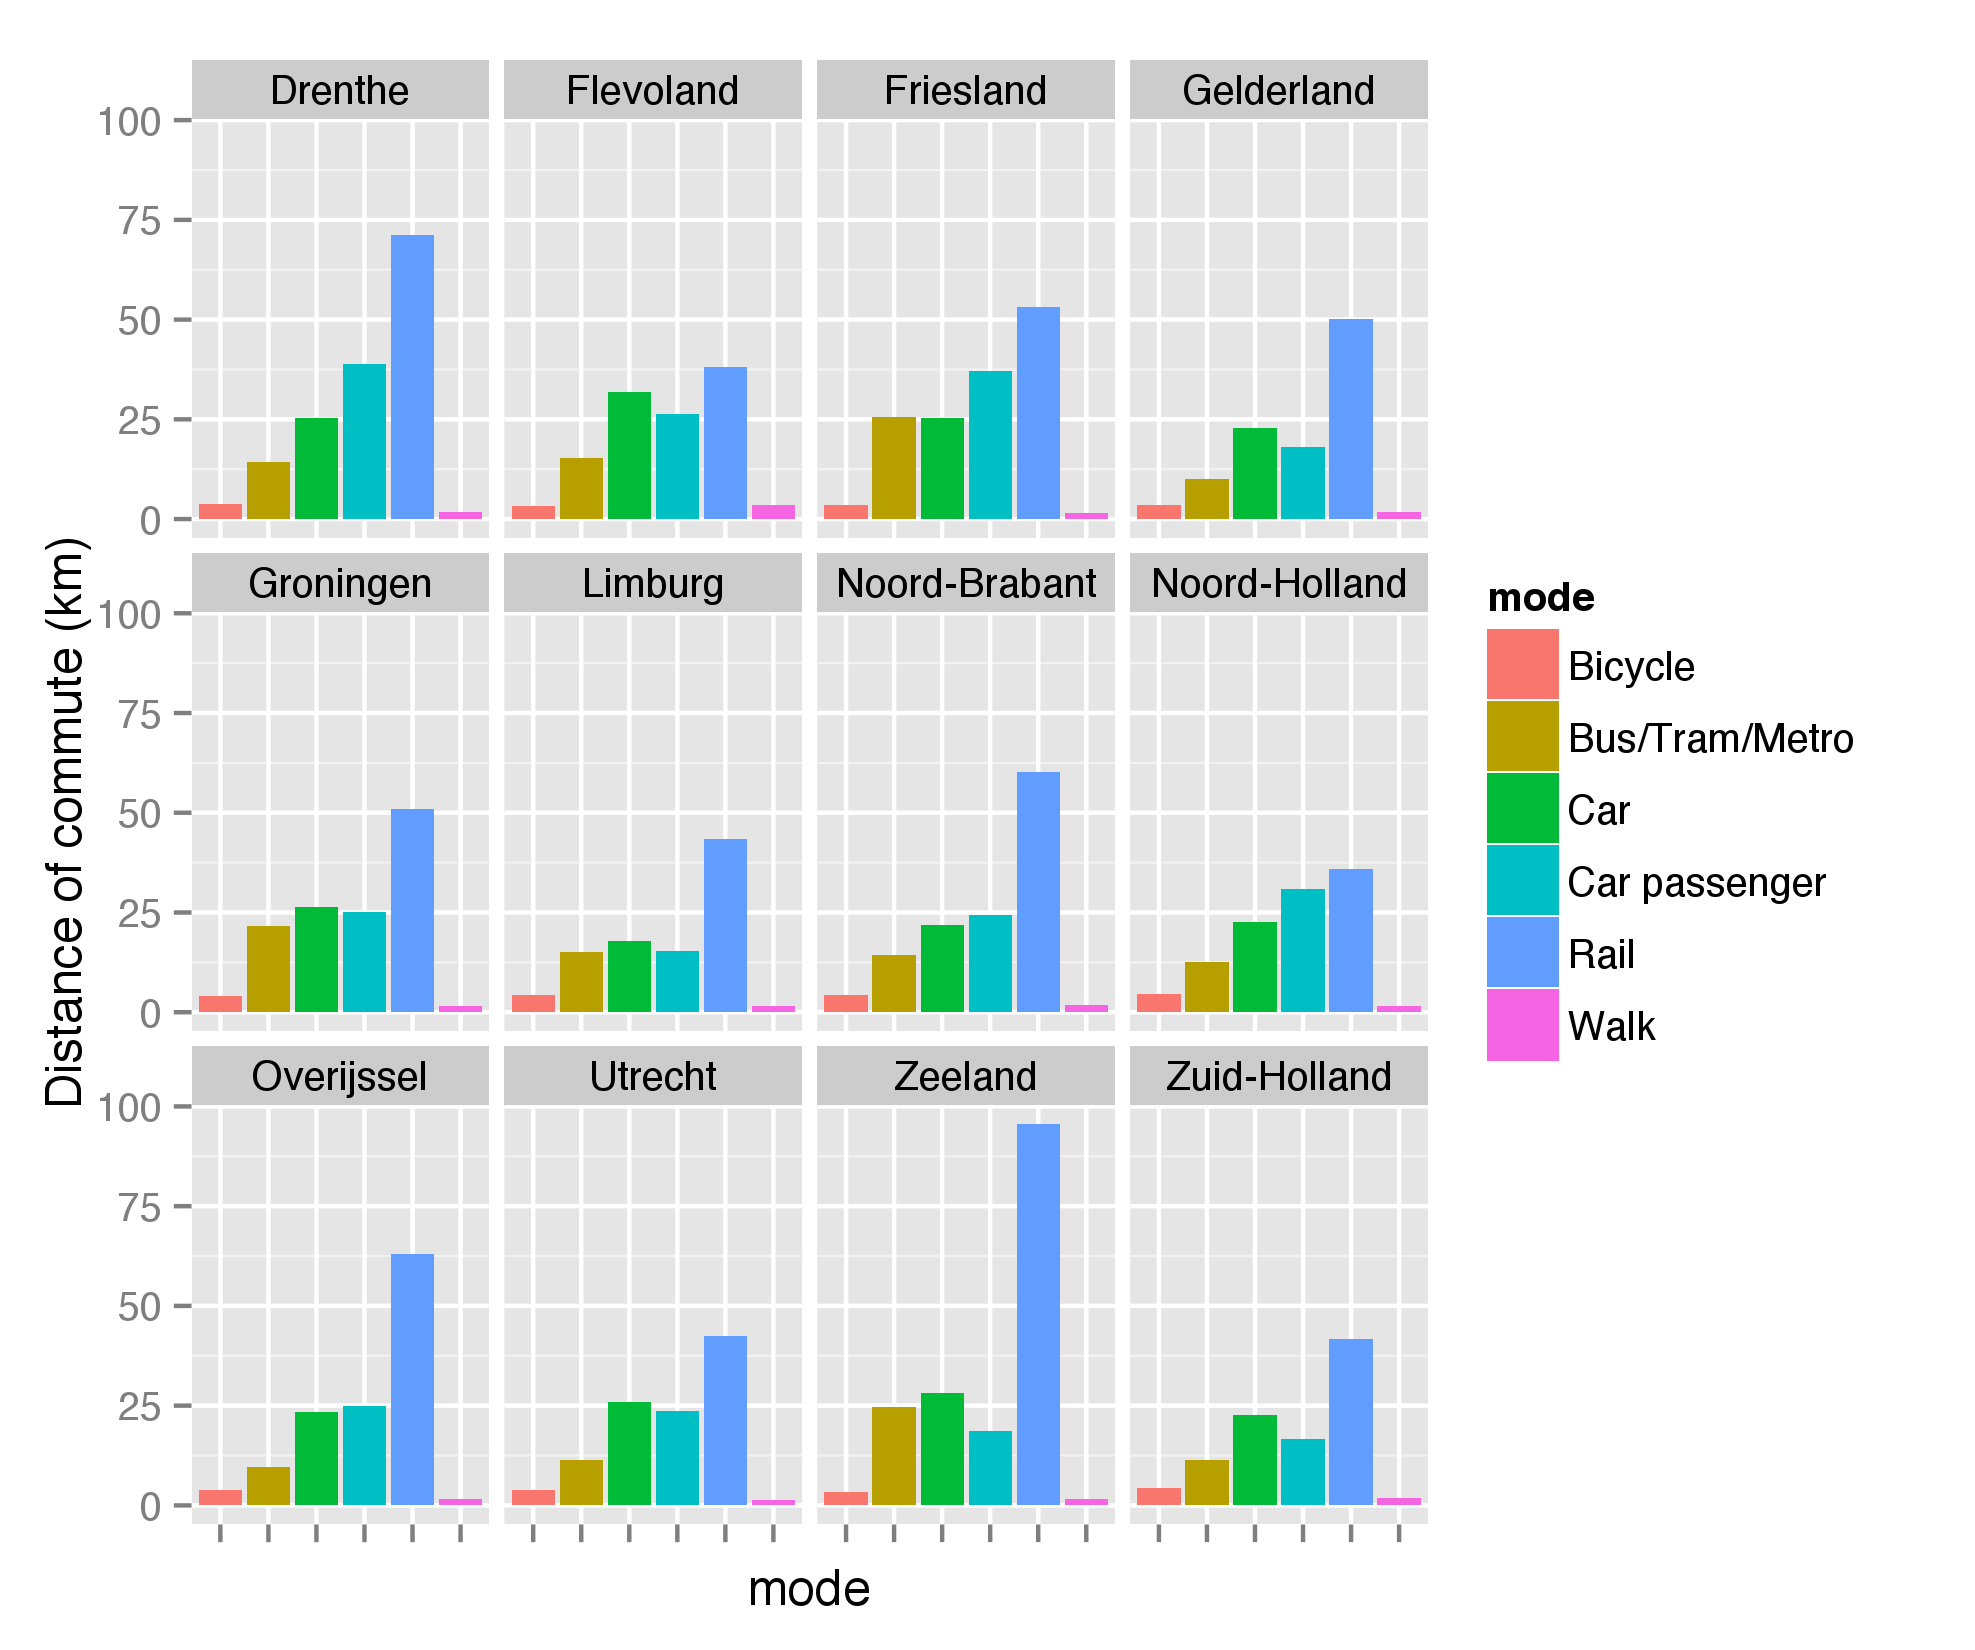 Drenthe Flevoland Friesland Gelderland
100
75
50
25
0
Groningen Limburg Noord-Brabant Noord-Holland
100
75
50
25
0
Overijssel Utrecht Zeeland Zuid-Holland
100
75
50
25
0
mode
Distance of commute (km)
mode
Bicycle
Bus/Tram/Metro
Car
Car passenger
Rail
Walk